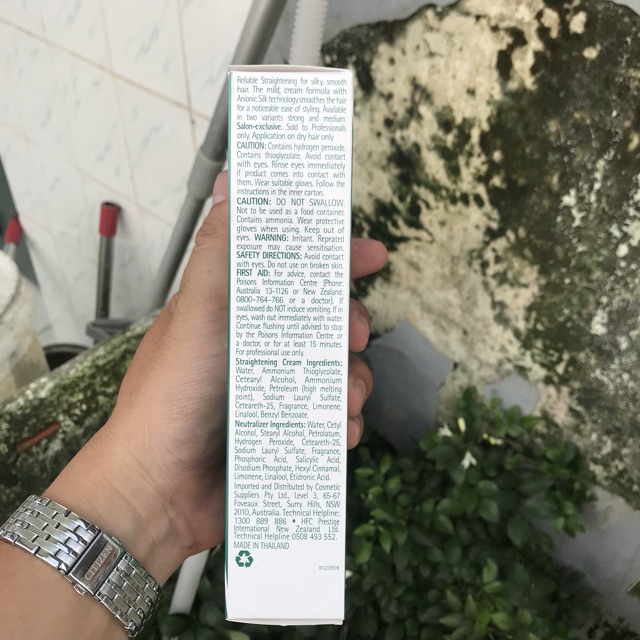 Reliable Straightening for silky, smooth
hair. The mild, cream formula with
Anionic.Silk technology smoothes the hair
for a noticeable ease of styling. Available
in two variants strong and medium.
Salon-exclusive. Sold to Professionals
only. Application on dry hair only
CAUTION: Contains hydrogen peroxide.
Contains thioglycolate. Avoid contact
with eyes. Rinse eyes immediately
if product comes into contact with
them. Wear suitable gloves. Follow the
instructions in the inner carton.
CAUTION: DO NOT SWALLOW.
Not to be used as a food container.
Contains ammonia. Wear protective
gloves when using. Keep out of
eyes. WARNING: Irritant. Repeated
exposure may cause sensitisation.
SAFETY DIRECTIONS: Avoid contact
with eyes. Do not use on broken skin.
FIRST AID: For advice, contact the
Poisons Information Centre (Phone:
Australia 13-1126 or New Zealand:
0800-764-766 or a doctor). If
swallowed do NOT induce vomiting. If in
eyes, wash out immediately with water.
Continue flushing until advised to stop
by the Poisons Information Centre or
a doctor, or for at least 15 minutes.
For professional use only.
Straightening Cream Ingredients:
Water, Ammonium Thioglycolate,
Cetearyl Alcohol, Ammonium
Hydroxide, Petroleum (high melting
point), Sodium Lauryl Sulfate,
Ceteareth-25, Fragrance, Limonene,
Linalool, Benzyl Benzoate.
Neutralizer Ingredients: Water, Cetyl
Alcohol, Stearyl Alcohol, Petrolatum,
Hydrogen Peroxide, Ceteareth-25,
Sodium Lauryl Sulfate, Fragrance,
Phosphoric Acid, Salicylic Acid,
Disodium Phosphate, Hexyl Cinnamal,
Limonene, Linalool, Etidronic Acid.
Imported and Distributed by Cosmetic
Suppliers Pty Ltd., Level 3, 65-67
Foveaux Street, Surry Hills, NSW
2010, Australia. Technical Helpline:
1300 889 886 • HFC Prestige
International New Zealand Ltd.
Technical Helpline 0508 493 552.
MADE IN THAILAND
91233978
CITIZEN